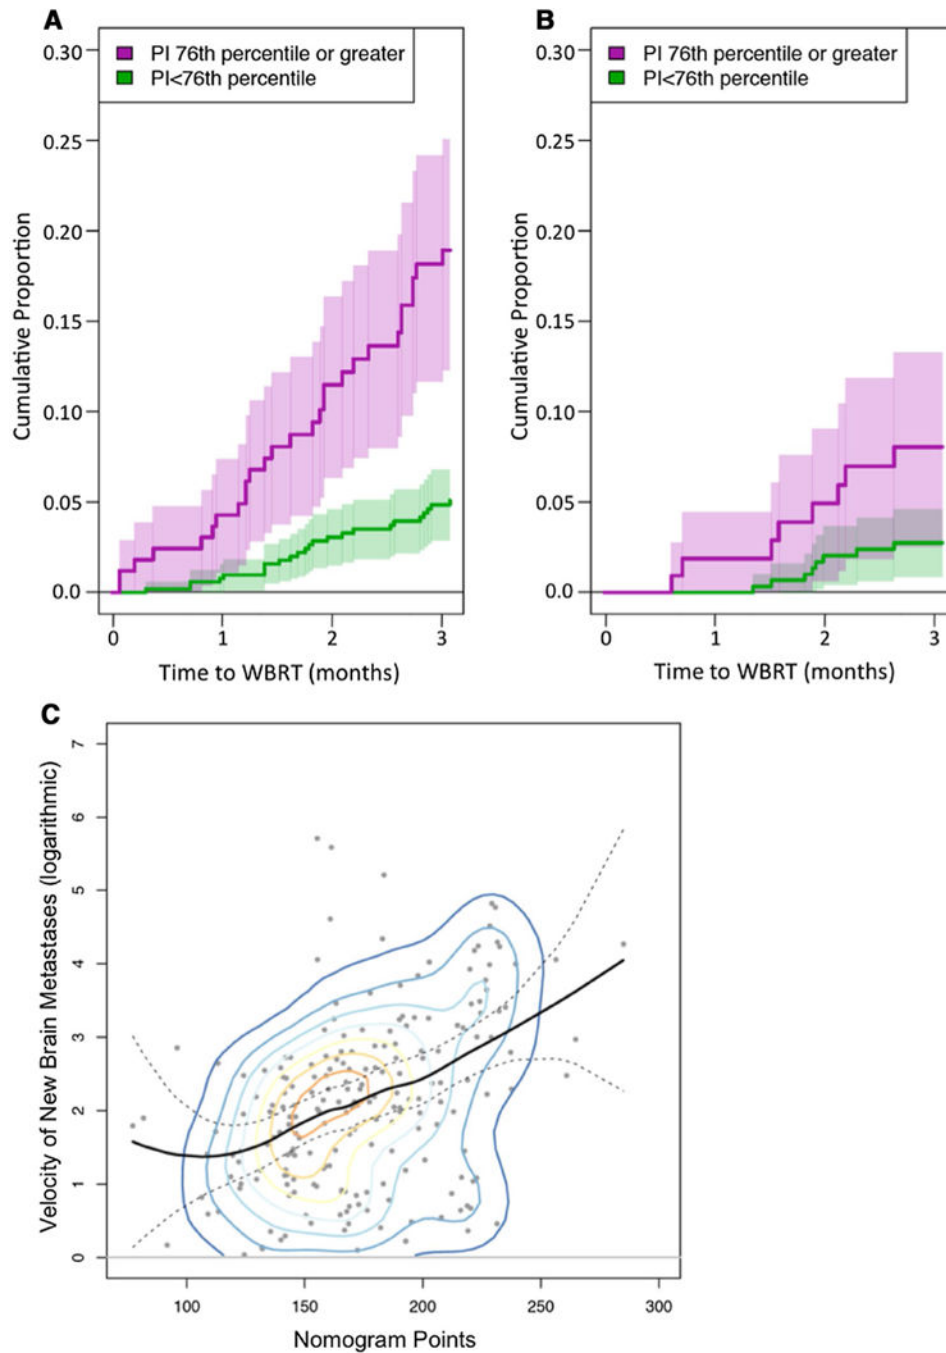 A
PI 76th percentile or greater
PI<76th percentile
0.30
0.25
0.20
0.15
0.10
0.05
0.0
Cumulative Proportion
0 1 2 3
Time to WBRT (months)
B
PI 76th percentile or greater
PI<76th percentile
0.30
0.25
0.20
0.15
0.10
0.05
0.0
Cumulative Proportion
0 1 2 3
Time to WBRT (months)
C
7
6
5
4
3
2
1
0
Velocity of New Brain Metastases (logarithmic)
100 150 200 250 300
Nomogram Points